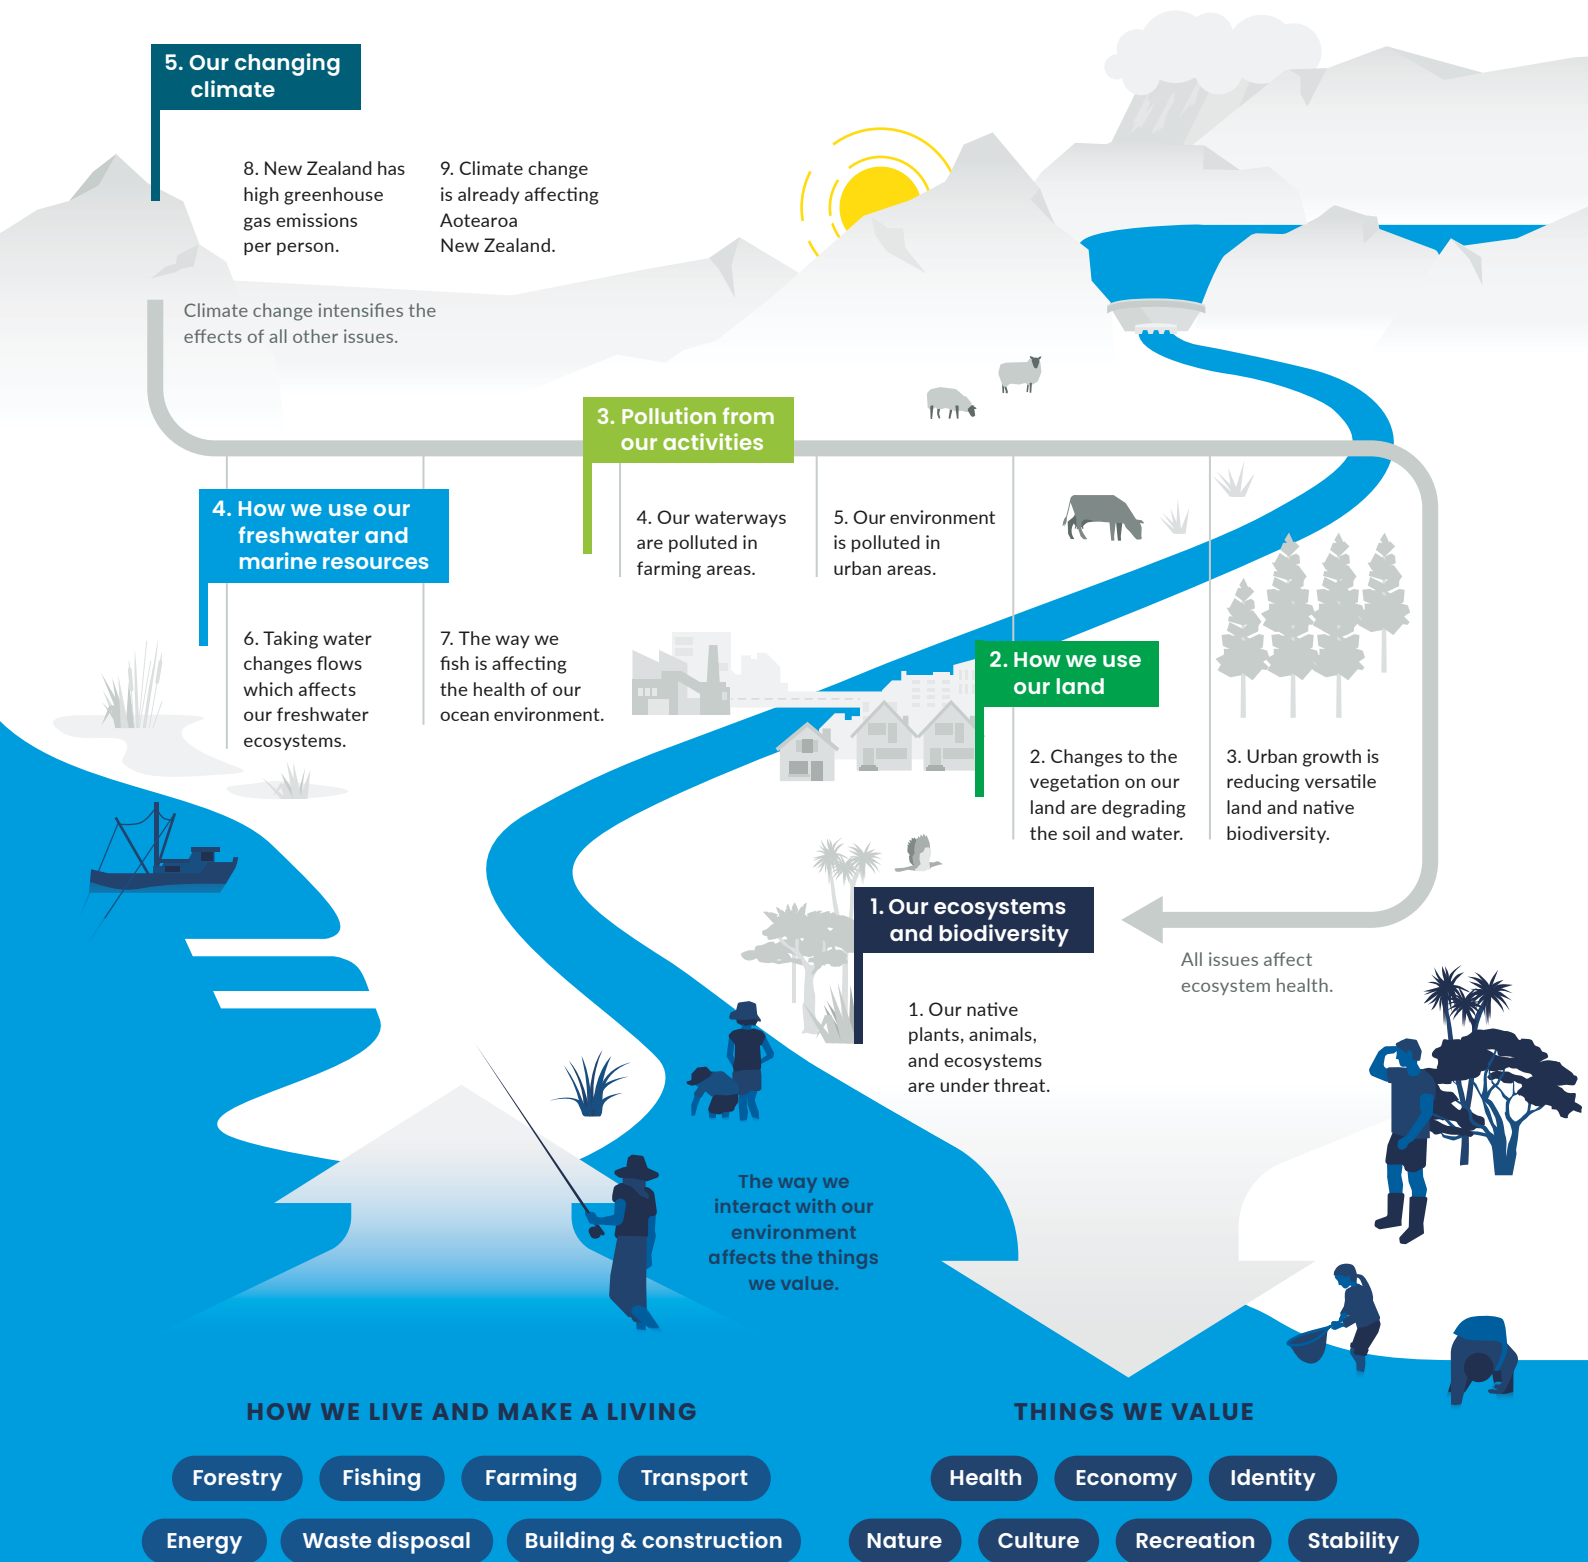 5. Our changing
climate
8. New Zealand has
high greenhouse
gas emissions
per person.
9. Climate change
is already affecting
Aotearoa
New Zealand.
Climate change intensifies the
effects of all other issues.
3. Pollution from
our activities
4. Our waterways
are polluted in
farming areas.
5. Our environment
is polluted in
urban areas.
4. How we use our
freshwater and
marine resources
6. Taking water
changes flows
which affects
our freshwater
ecosystems.
7. The way we
fish is affecting
the health of our
ocean environment.
2. How we use
our land
2. Changes to the
vegetation on our
land are degrading
the soil and water.
3. Urban growth is
reducing versatile
land and native
biodiversity.
1. Our ecosystems
and biodiversity
All issues affect
ecosystem health.
1. Our native
plants, animals,
and ecosystems
are under threat.
The way we
interact with our
environment
affects the things
we value.
HOW WE LIVE AND MAKE A LIVING
Forestry
Fishing
Farming
Transport
Energy
Waste disposal
Building & construction
THINGS WE VALUE
Health
Economy
Identity
Nature
Culture
Recreation
Stability